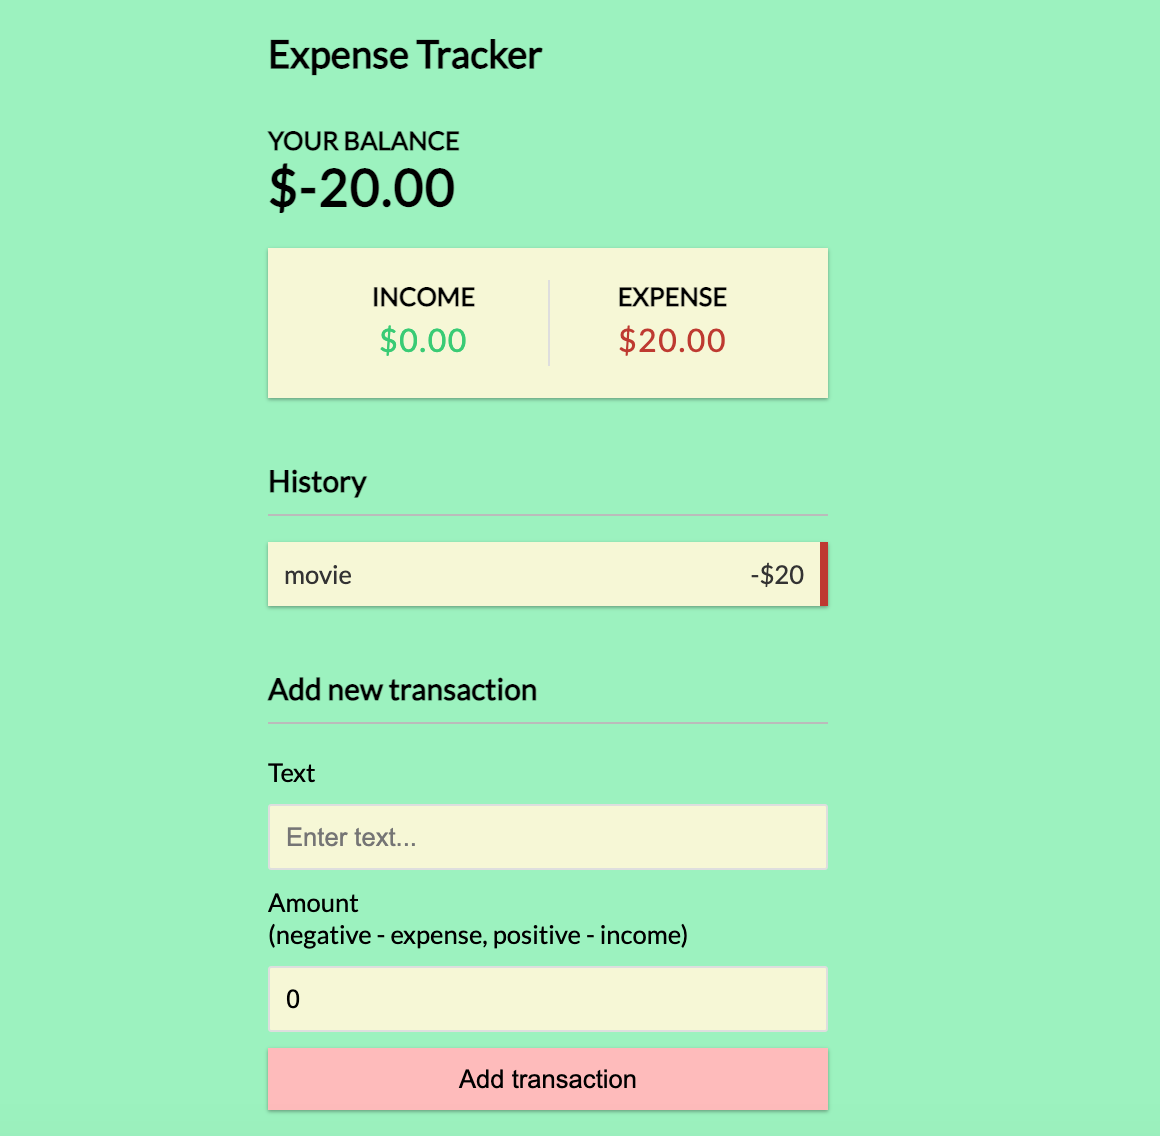 Expense Tracker
YOUR BALANCE
$-20.00
INCOME
$0.00
EXPENSE
$20.00
History
movie -$20
Add new transaction
Text
Enter text...
Amount
(negative - expense, positive - income)
0
Add transaction